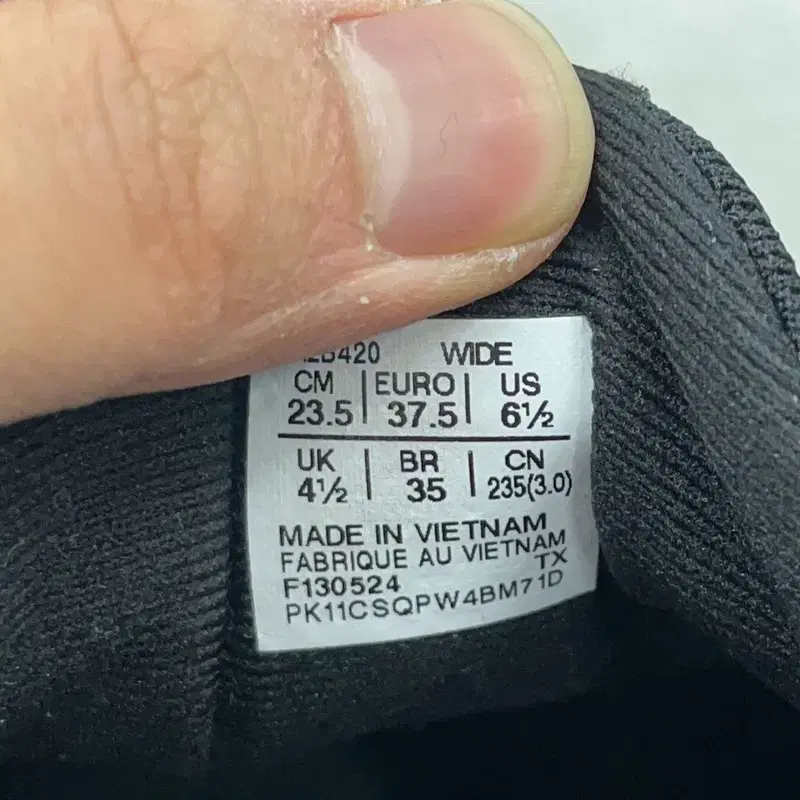 WIDE
CM | EURO | US
23.5 | 37.5 | 6½
UK | BR | CN
4½ | 35 | 235(3.0)
MADE IN VIETNAM
FABRIQUE AU VIETNAM
TX
F130524
PK11CSQPW4BM71D